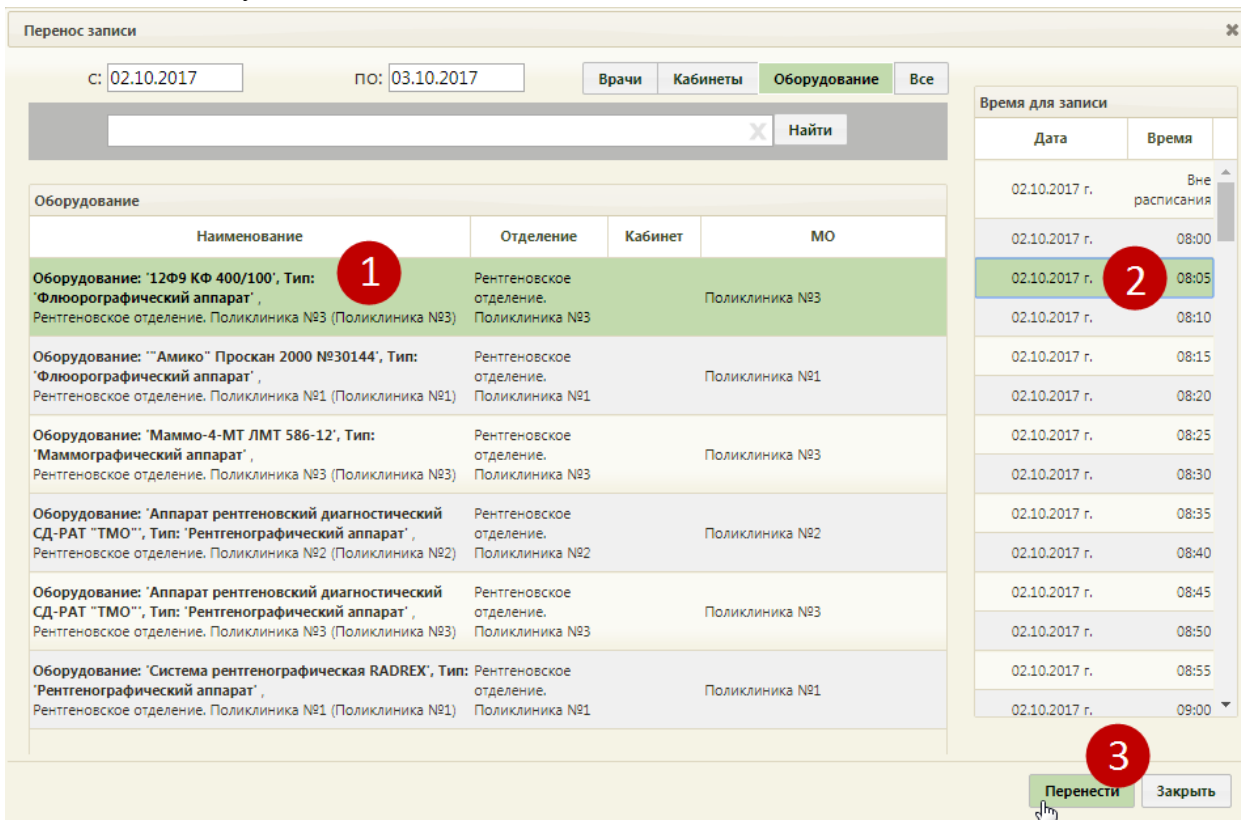 Перенос записи
с: 02.10.2017 по: 03.10.2017 Врачи Кабинеты Оборудование Все
Найти
Оборудование
Наименование Отделение Кабинет МО
Оборудование: '12Ф9 КФ 400/100', Тип:
'Флюорографический аппарат' ,
Рентгеновское отделение. Поликлиника №3 (Поликлиника №3)
Рентгеновское
отделение.
Поликлиника №3
Поликлиника №3
1
Оборудование: '"Амико" Проскан 2000 №30144', Тип:
'Флюорографический аппарат' ,
Рентгеновское отделение. Поликлиника №1 (Поликлиника №1)
Рентгеновское
отделение.
Поликлиника №1
Поликлиника №1
Оборудование: 'Маммо-4-МТ ЛМТ 586-12', Тип:
'Маммографический аппарат' ,
Рентгеновское отделение. Поликлиника №3 (Поликлиника №3)
Рентгеновское
отделение.
Поликлиника №3
Поликлиника №3
Оборудование: 'Аппарат рентгеновский диагностический
СД-РАТ "ТМО"', Тип: 'Рентгенографический аппарат' ,
Рентгеновское отделение. Поликлиника №2 (Поликлиника №2)
Рентгеновское
отделение.
Поликлиника №2
Поликлиника №2
Оборудование: 'Аппарат рентгеновский диагностический
СД-РАТ "ТМО"', Тип: 'Рентгенографический аппарат' ,
Рентгеновское отделение. Поликлиника №3 (Поликлиника №3)
Рентгеновское
отделение.
Поликлиника №3
Поликлиника №3
Оборудование: 'Система рентгенографическая RADREX', Тип:
'Рентгенографический аппарат' ,
Рентгеновское отделение. Поликлиника №1 (Поликлиника №1)
Рентгеновское
отделение.
Поликлиника №1
Поликлиника №1
Время для записи
Дата Время
02.10.2017 г. Вне
расписания
02.10.2017 г. 08:00
02.10.2017 г. 2 08:05
02.10.2017 г. 08:10
02.10.2017 г. 08:15
02.10.2017 г. 08:20
02.10.2017 г. 08:25
02.10.2017 г. 08:30
02.10.2017 г. 08:35
02.10.2017 г. 08:40
02.10.2017 г. 08:45
02.10.2017 г. 08:50
02.10.2017 г. 08:55
02.10.2017 г. 09:00
3
Перенести Закрыть